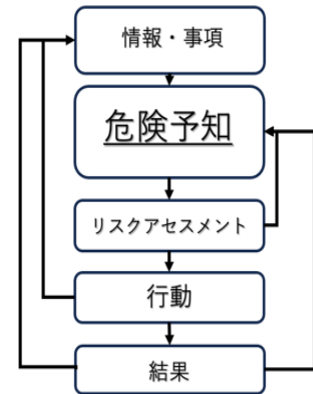 情報・事項
危険予知
リスクアセスメント
行動
結果